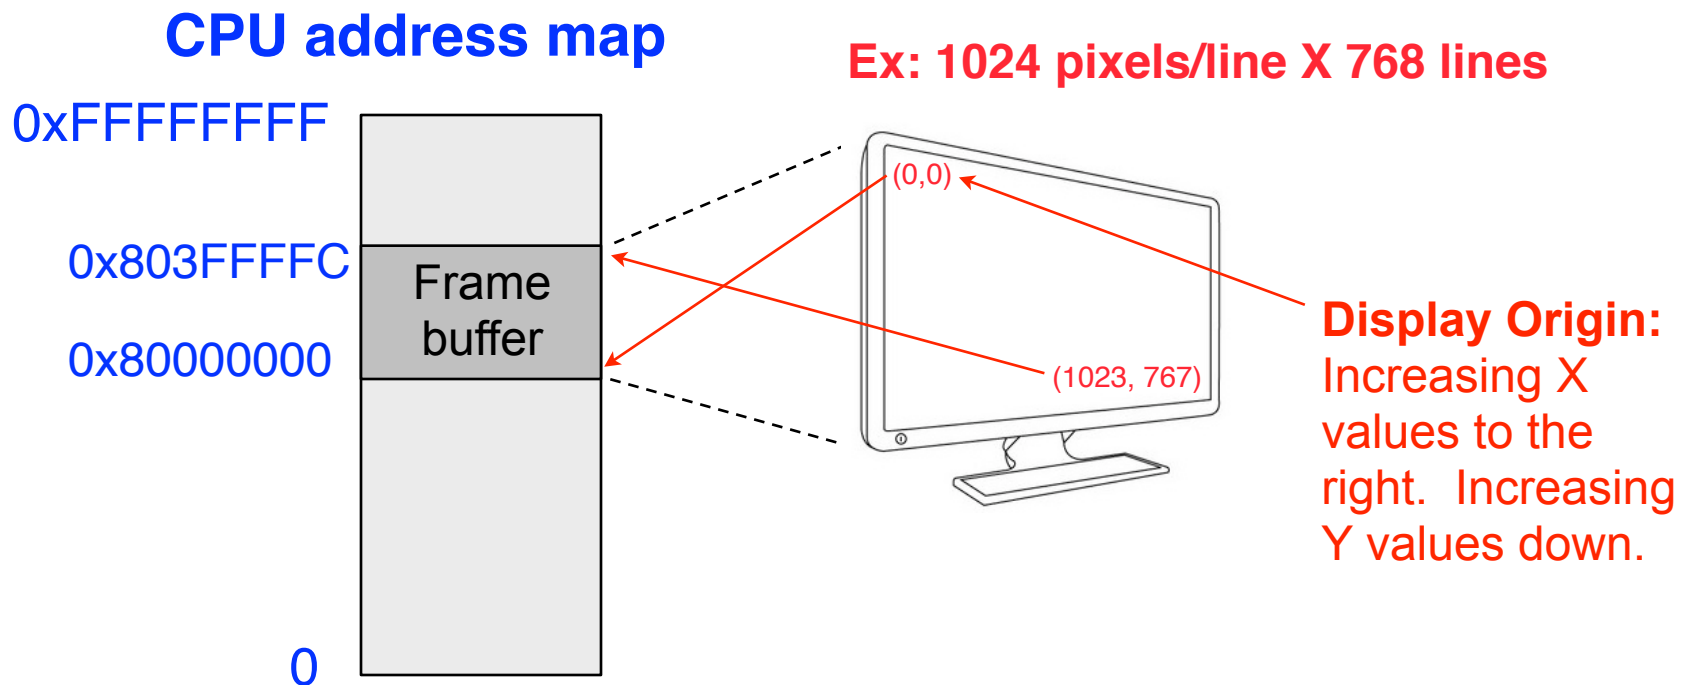 CPU address map
Ex: 1024 pixels/line X 768 lines
0xFFFFFFFF
0x803FFFFC
0x80000000
0
Frame
buffer
(0,0)
(1023, 767)
Display Origin:
Increasing X
values to the
right. Increasing
Y values down.